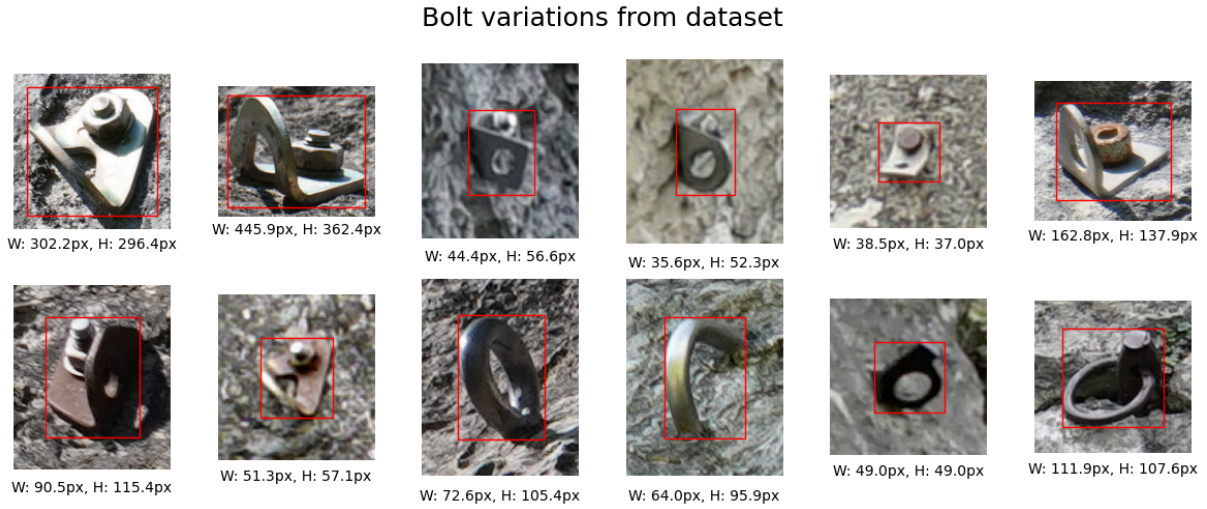 Bolt variations from dataset
W: 302.2px, H: 296.4px
W: 445.9px, H: 362.4px
W: 44.4px, H: 56.6px
W: 35.6px, H: 52.3px
W: 38.5px, H: 37.0px
W: 162.8px, H: 137.9px
W: 90.5px, H: 115.4px
W: 51.3px, H: 57.1px
W: 72.6px, H: 105.4px
W: 64.0px, H: 95.9px
W: 49.0px, H: 49.0px
W: 111.9px, H: 107.6px